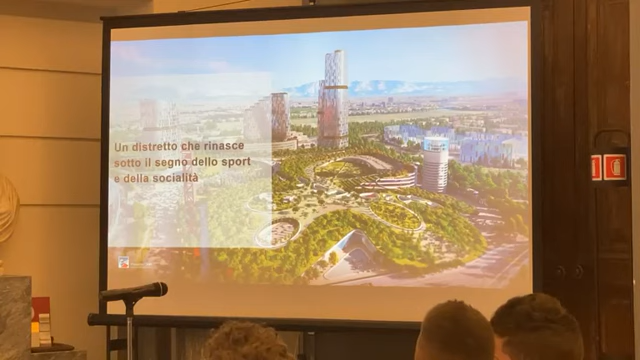 Un distretto che rinasce
sotto il segno dello sport
e della socialità